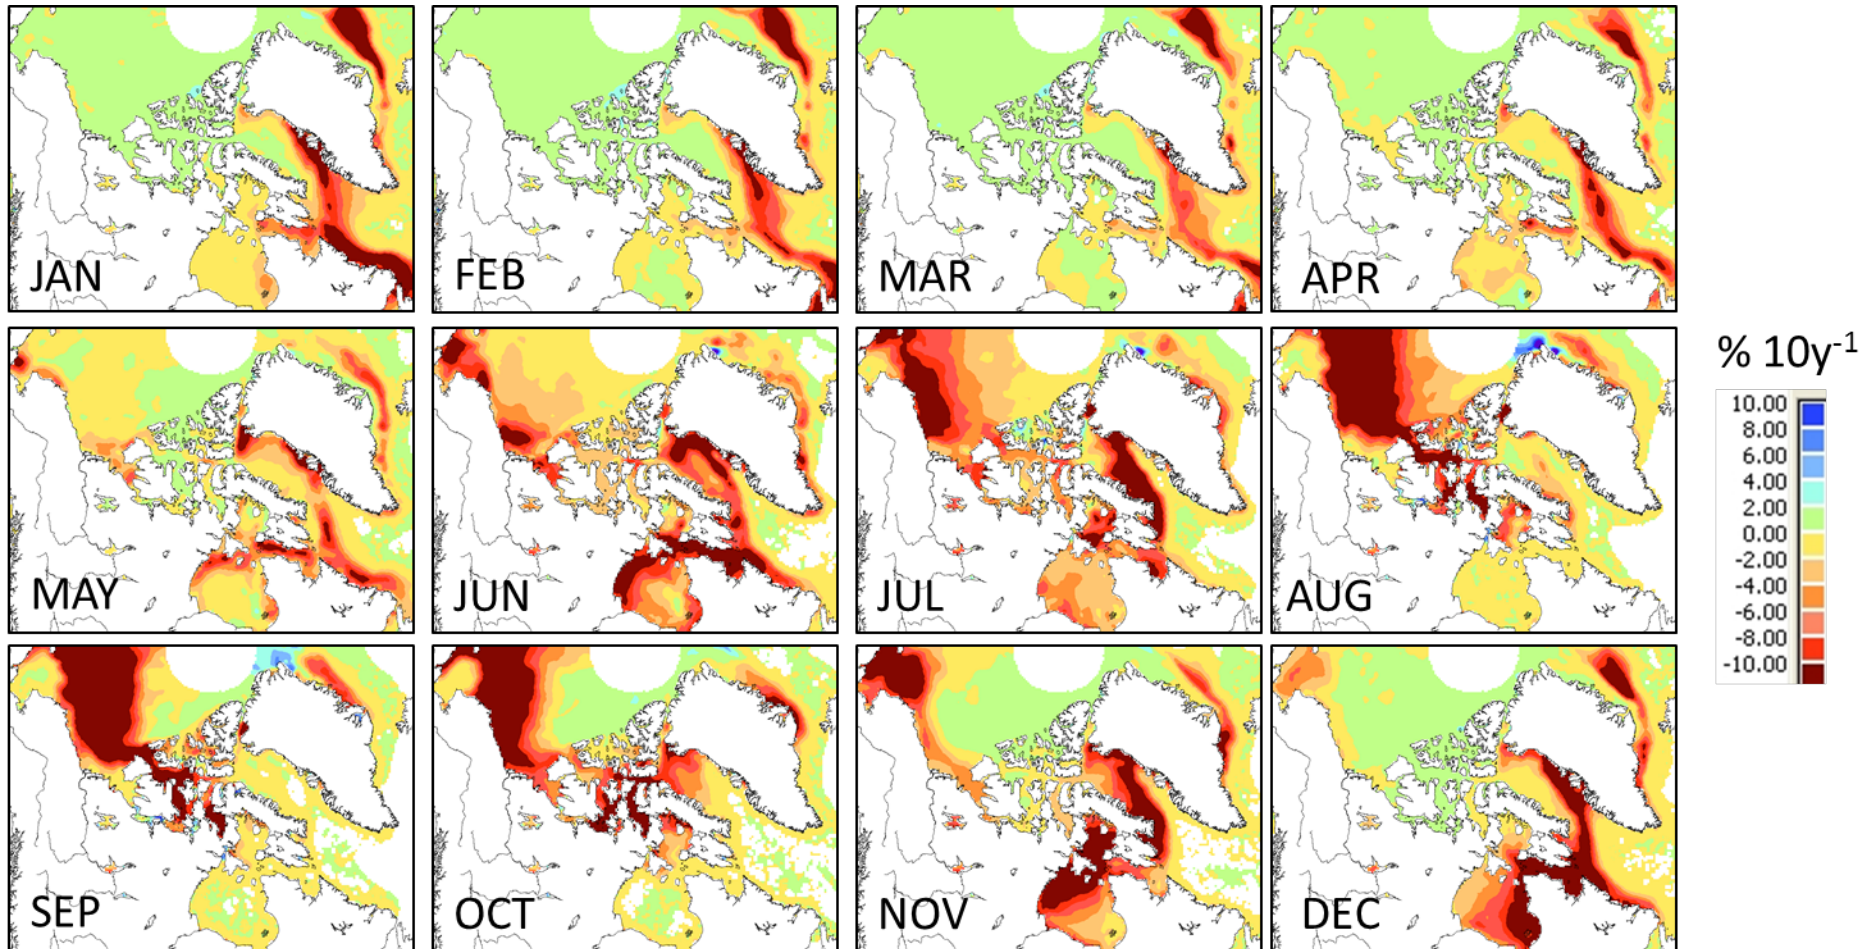 JAN
FEB
MAR
APR
MAY
JUN
JUL
AUG
SEP
OCT
NOV
DEC
% 10y⁻¹
10.00
8.00
6.00
4.00
2.00
0.00
-2.00
-4.00
-6.00
-8.00
-10.00